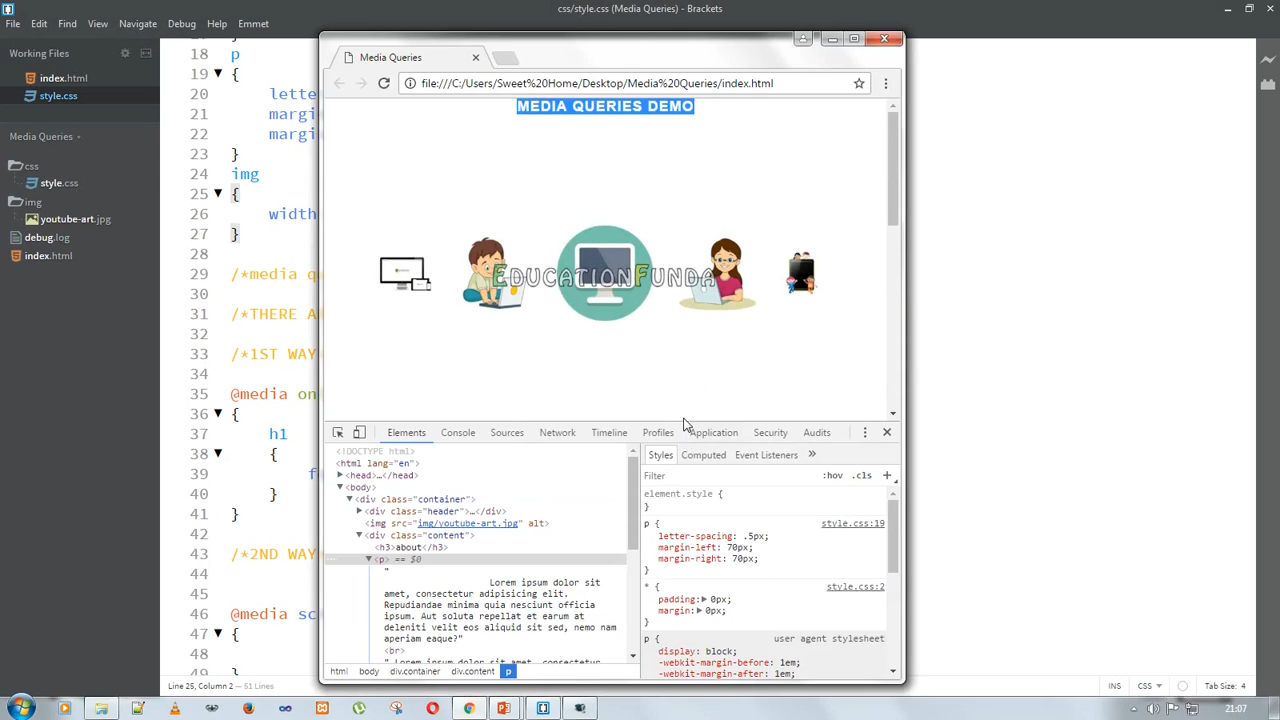 css/style.css (Media Queries) - Brackets
File Edit Find View Navigate Debug Help Emmet
Working Files
index.html
style.css
Media Queries
css
style.css
img
youtube-art.jpg
debug.log
index.html
18 p
19 {
20 lette
21 margi
22 margi
23 }
24 img
25 {
26 width
27 }
28
29 /*media qu
30
31 /*THERE A
32
33 /*1ST WAY
34
35 @media on
36 {
37 h1
38 {
39 f
40 }
41 }
42
43 /*2ND WAY
44
45
46 @media sc
47 {
48
49 }
Media Queries
file:///C:/Users/Sweet%20Home/Desktop/Media%20Queries/index.html
MEDIA QUERIES DEMO
EDUCATIONFUNDA
Elements Console Sources Network Timeline Profiles Application Security Audits
<!DOCTYPE html>
<html lang="en">
<head>…</head>
<body>
<div class="container">
<div class="header">…</div>
<img src="img/youtube-art.jpg" alt>
<div class="content">
<h3>about</h3>
<p> == $0
"
Lorem ipsum dolor sit
amet, consectetur adipisicing elit.
Repudiandae minima quia nesciunt officia
ipsum. Aut soluta repellat et earum at
deleniti velit eos aliquid sit sed, nemo nam
aperiam eaque?"
<br>
" Lorem ipsum dolor sit amet, consectetur
html body div.container div.content p
Styles Computed Event Listeners »
Filter :hov .cls +
element.style {
}
p { style.css:19
letter-spacing: .5px;
margin-left: 70px;
margin-right: 70px;
}
* { style.css:2
padding: 0px;
margin: 0px;
}
p { user agent stylesheet
display: block;
-webkit-margin-before: 1em;
-webkit-margin-after: 1em;
Line 25, Column 2 — 51 Lines
INS CSS Tab Size: 4
21:07